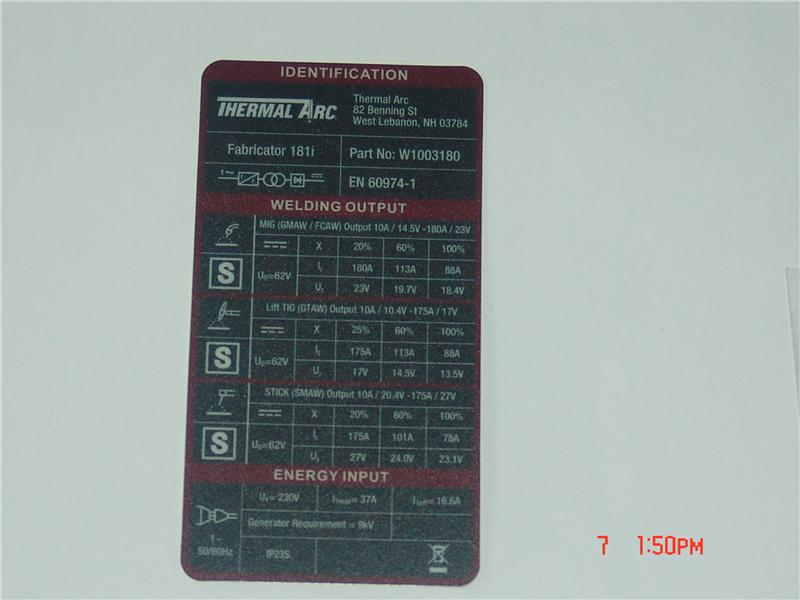 IDENTIFICATION
THERMAL ARC
Thermal Arc
82 Benning St
West Lebanon, NH 03784
Fabricator 181i
Part No: W1003180
1~
EN 60974-1
WELDING OUTPUT
MIG (GMAW / FCAW) Output 10A / 14.5V -180A / 23V
X 20% 60% 100%
S
U₀=62V
I₂ 180A 113A 88A
U₂ 23V 19.7V 18.4V
Lift TIG (GTAW) Output 10A / 10.4V -175A / 17V
X 25% 60% 100%
S
U₀=62V
I₂ 175A 113A 88A
U₂ 17V 14.5V 13.5V
STICK (SMAW) Output 10A / 20.4V -175A / 27V
X 20% 60% 100%
S
U₀=62V
I₂ 175A 101A 78A
U₂ 27V 24.0V 23.1V
ENERGY INPUT
U₁= 230V I₁max= 37A I₁eff= 16.6A
Generator Requirement = 9kV
1~
50/60Hz
IP23S
7 1:50PM